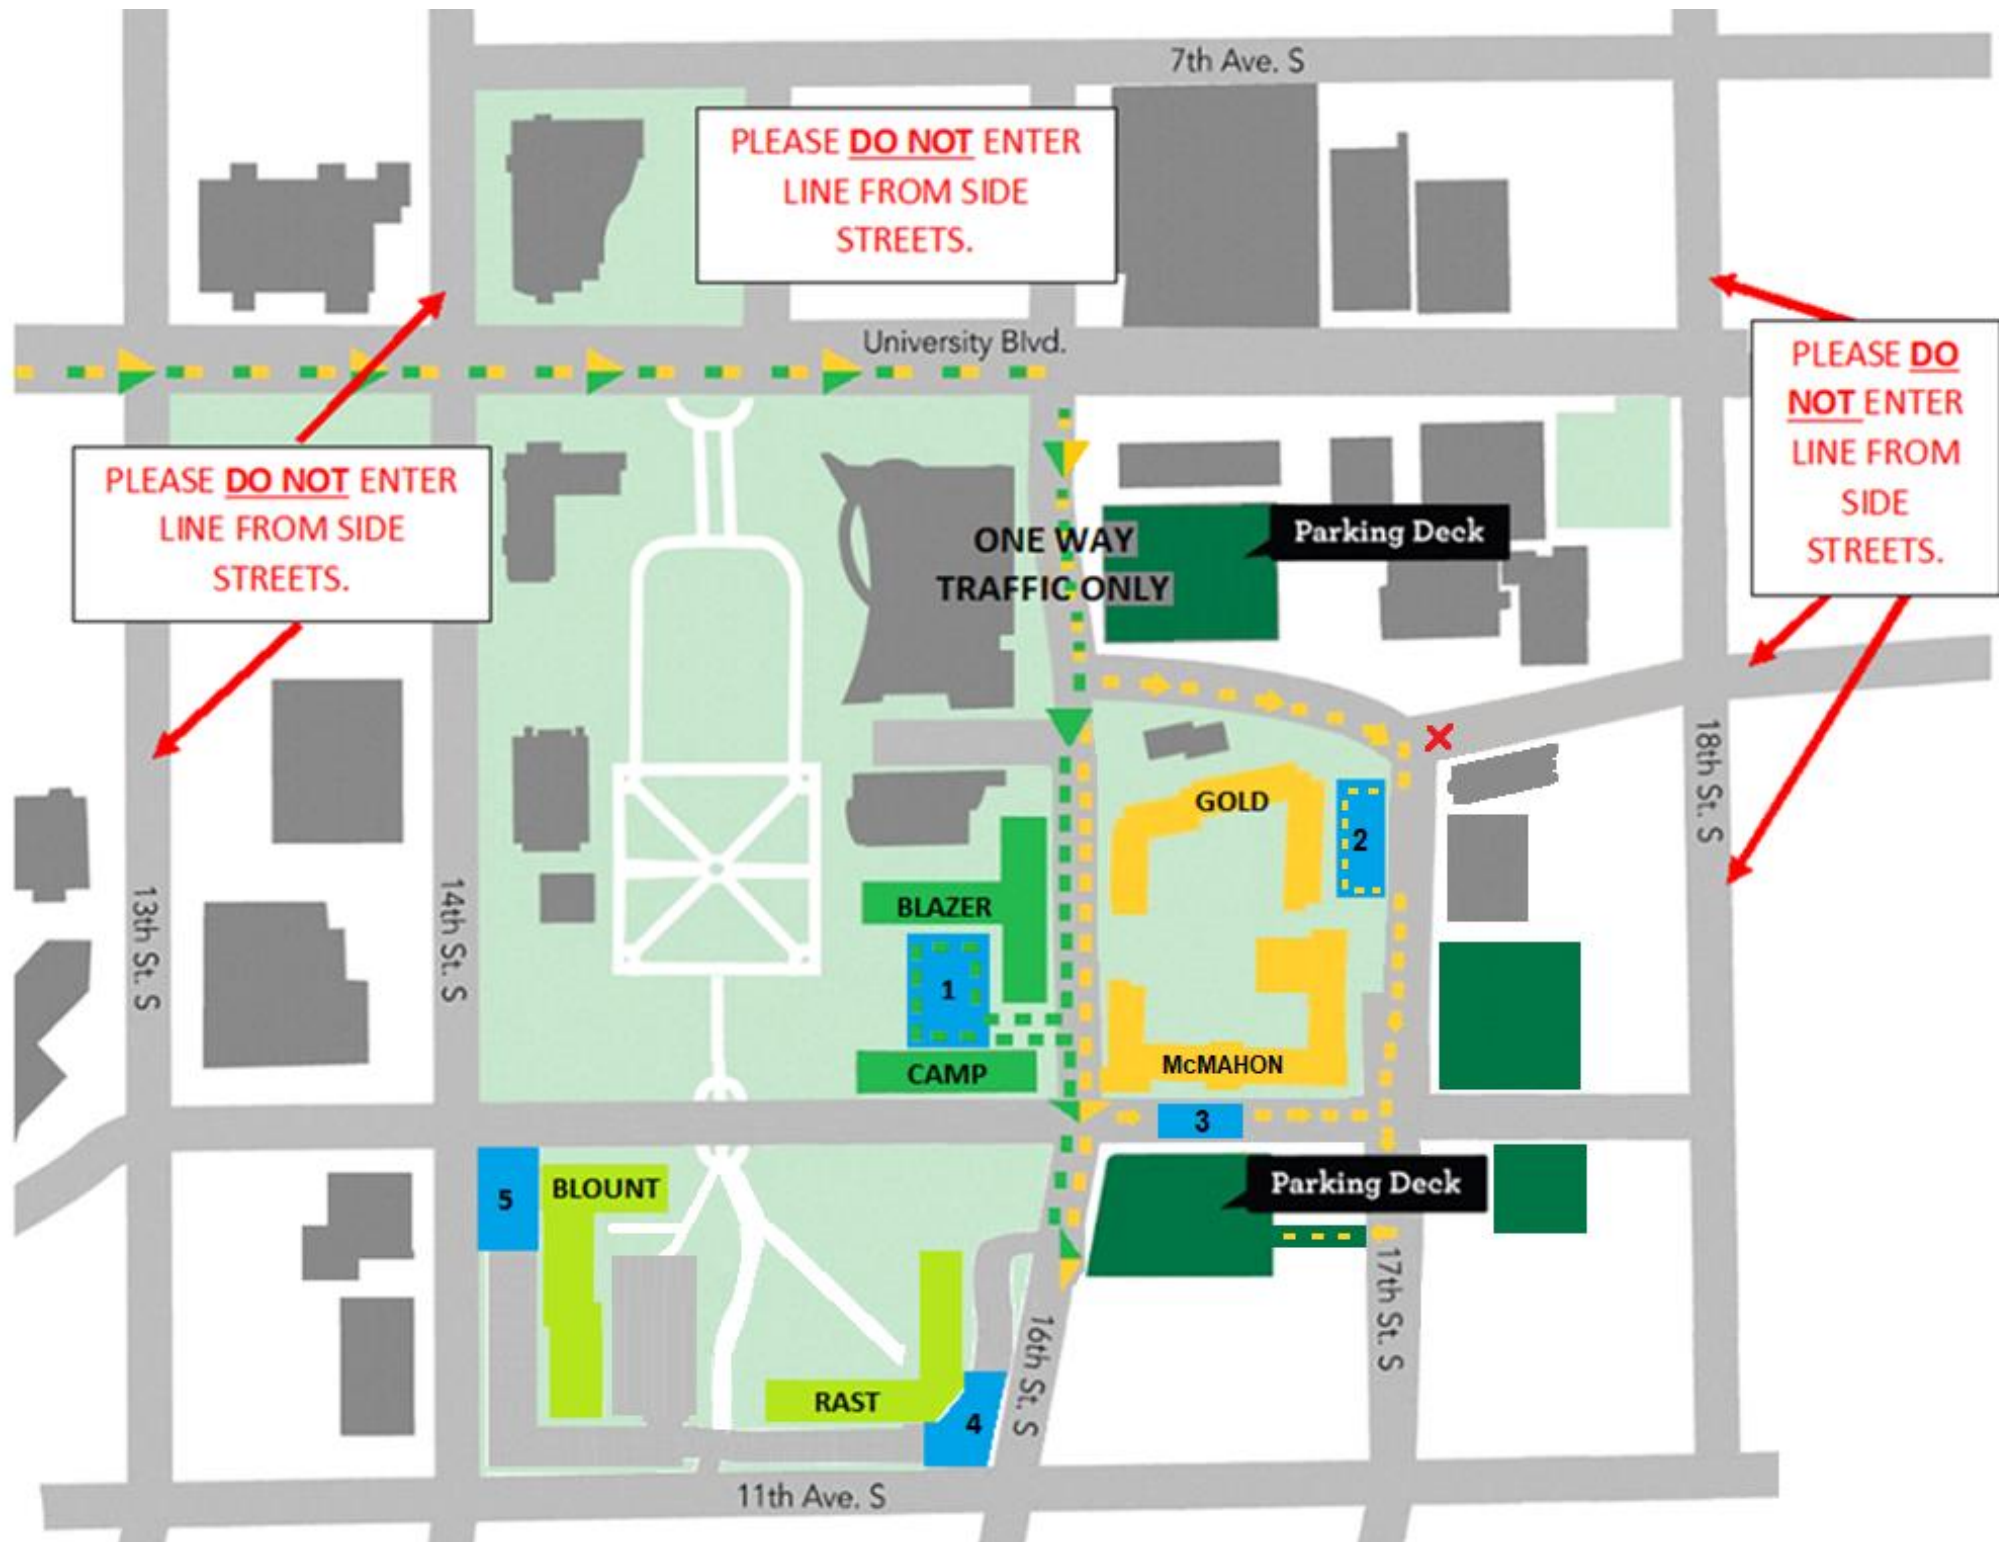 7th Ave. S
PLEASE DO NOT ENTER
LINE FROM SIDE
STREETS.
University Blvd.
PLEASE DO
NOT ENTER
LINE FROM
SIDE
STREETS.
PLEASE DO NOT ENTER
LINE FROM SIDE
STREETS.
ONE WAY
TRAFFIC ONLY
Parking Deck
18th St. S
GOLD
2
BLAZER
1
13th St. S
14th St. S
CAMP
McMAHON
3
5
BLOUNT
Parking Deck
17th St. S
16th St. S
RAST
4
11th Ave. S